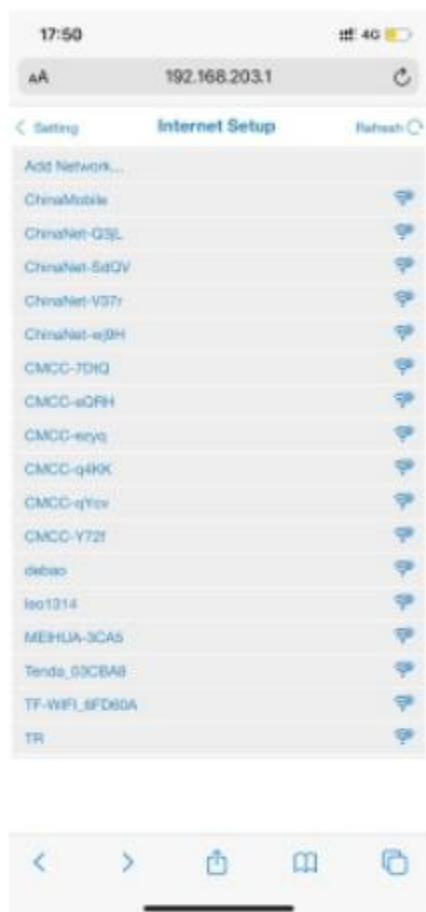 17:50 4G
AA 192.168.203.1
Setting Internet Setup Refresh
Add Network...
ChinaMobile
ChinaNet-Q3jL
ChinaNet-SdQV
ChinaNet-V37r
ChinaNet-wj9H
CMCC-7DtQ
CMCC-aQRH
CMCC-ezyq
CMCC-q4KK
CMCC-qYcv
CMCC-Y72f
debao
leo1314
MEIHUA-3CA5
Tenda_03CBA8
TF-WIFI_6FD60A
TR